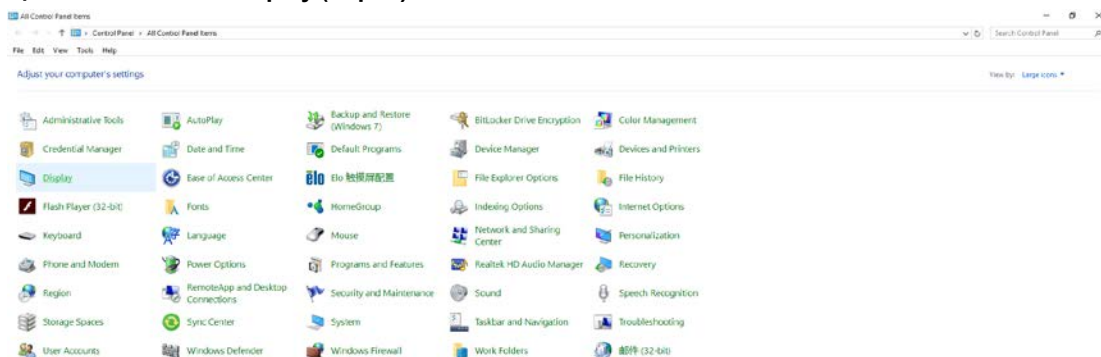 All Control Panel Items
Control Panel › All Control Panel Items
Search Control Panel
File Edit View Tools Help
Adjust your computer's settings
View by: Large icons
Administrative Tools
AutoPlay
Backup and Restore
(Windows 7)
BitLocker Drive Encryption
Color Management
Credential Manager
Date and Time
Default Programs
Device Manager
Devices and Printers
Display
Ease of Access Center
elo
Elo 触摸屏配置
File Explorer Options
File History
Flash Player (32-bit)
Fonts
HomeGroup
Indexing Options
Internet Options
Keyboard
Language
Mouse
Network and Sharing
Center
Personalization
Phone and Modem
Power Options
Programs and Features
Realtek HD Audio Manager
Recovery
Region
RemoteApp and Desktop
Connections
Security and Maintenance
Sound
Speech Recognition
Storage Spaces
Sync Center
System
Taskbar and Navigation
Troubleshooting
User Accounts
Windows Defender
Windows Firewall
Work Folders
邮件 (32-bit)